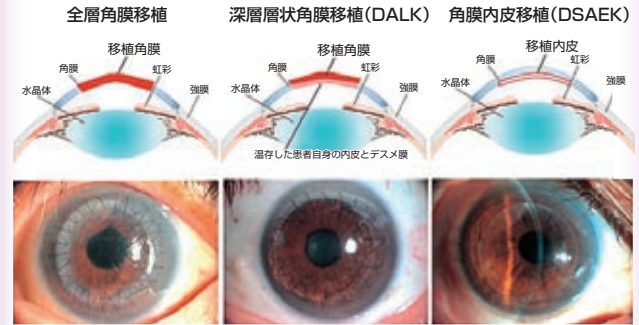 全層角膜移植
深層層状角膜移植(DALK)
角膜内皮移植(DSAEK)
移植角膜
角膜
虹彩
水晶体
強膜
移植角膜
角膜
虹彩
水晶体
強膜
温存した患者自身の内皮とデスメ膜
移植内皮
角膜
虹彩
水晶体
強膜